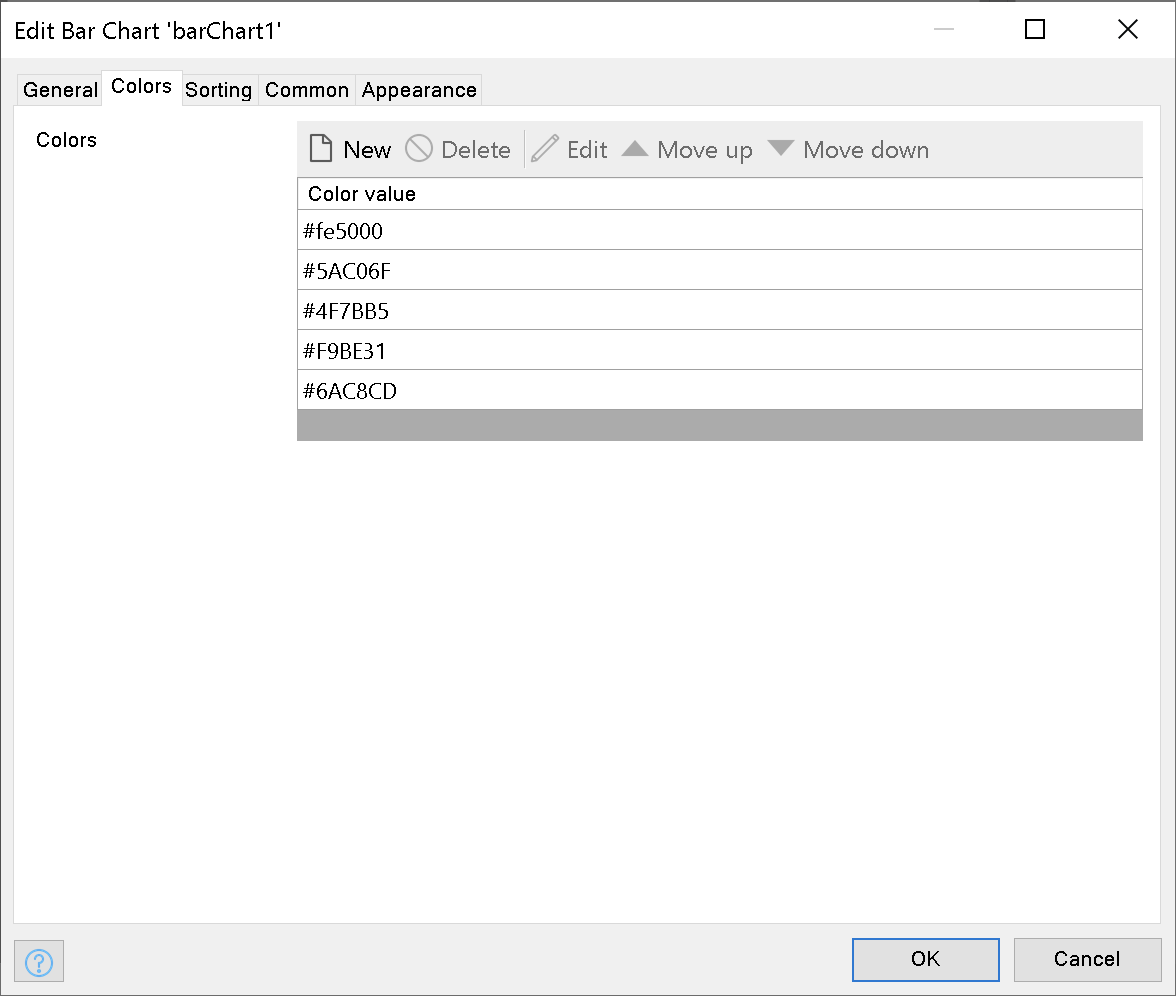 Edit Bar Chart 'barChart1'
General Colors Sorting Common Appearance
Colors
New Delete Edit Move up Move down
Color value
#fe5000
#5AC06F
#4F7BB5
#F9BE31
#6AC8CD
?
OK Cancel